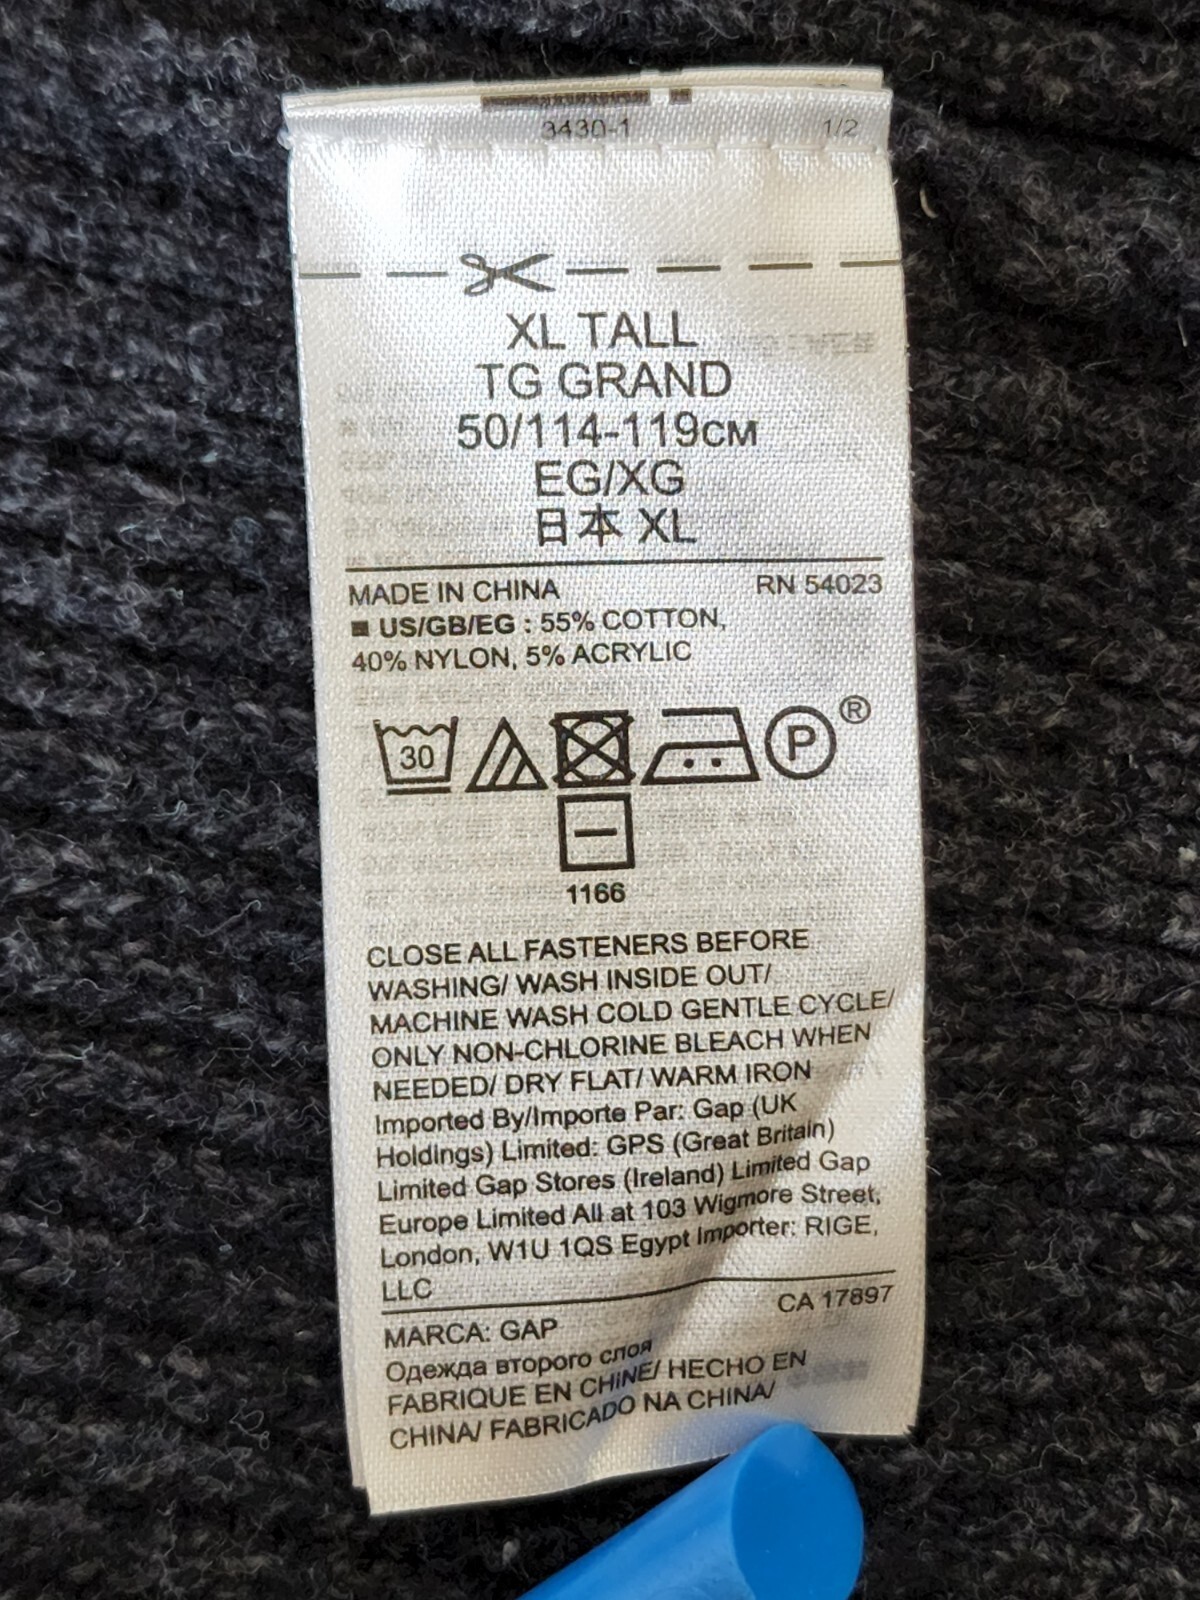 3430-1 1/2
XL TALL
TG GRAND
50/114-119CM
EG/XG
日本 XL
MADE IN CHINA RN 54023
■ US/GB/EG : 55% COTTON,
40% NYLON, 5% ACRYLIC
30 P ®
1166
CLOSE ALL FASTENERS BEFORE
WASHING/ WASH INSIDE OUT/
MACHINE WASH COLD GENTLE CYCLE/
ONLY NON-CHLORINE BLEACH WHEN
NEEDED/ DRY FLAT/ WARM IRON
Imported By/Importe Par: Gap (UK
Holdings) Limited: GPS (Great Britain)
Limited Gap Stores (Ireland) Limited Gap
Europe Limited All at 103 Wigmore Street,
London, W1U 1QS Egypt Importer: RIGE,
LLC
CA 17897
MARCA: GAP
Одежда второго слоя
FABRIQUE EN CHINE/ HECHO EN
CHINA/ FABRICADO NA CHINA/